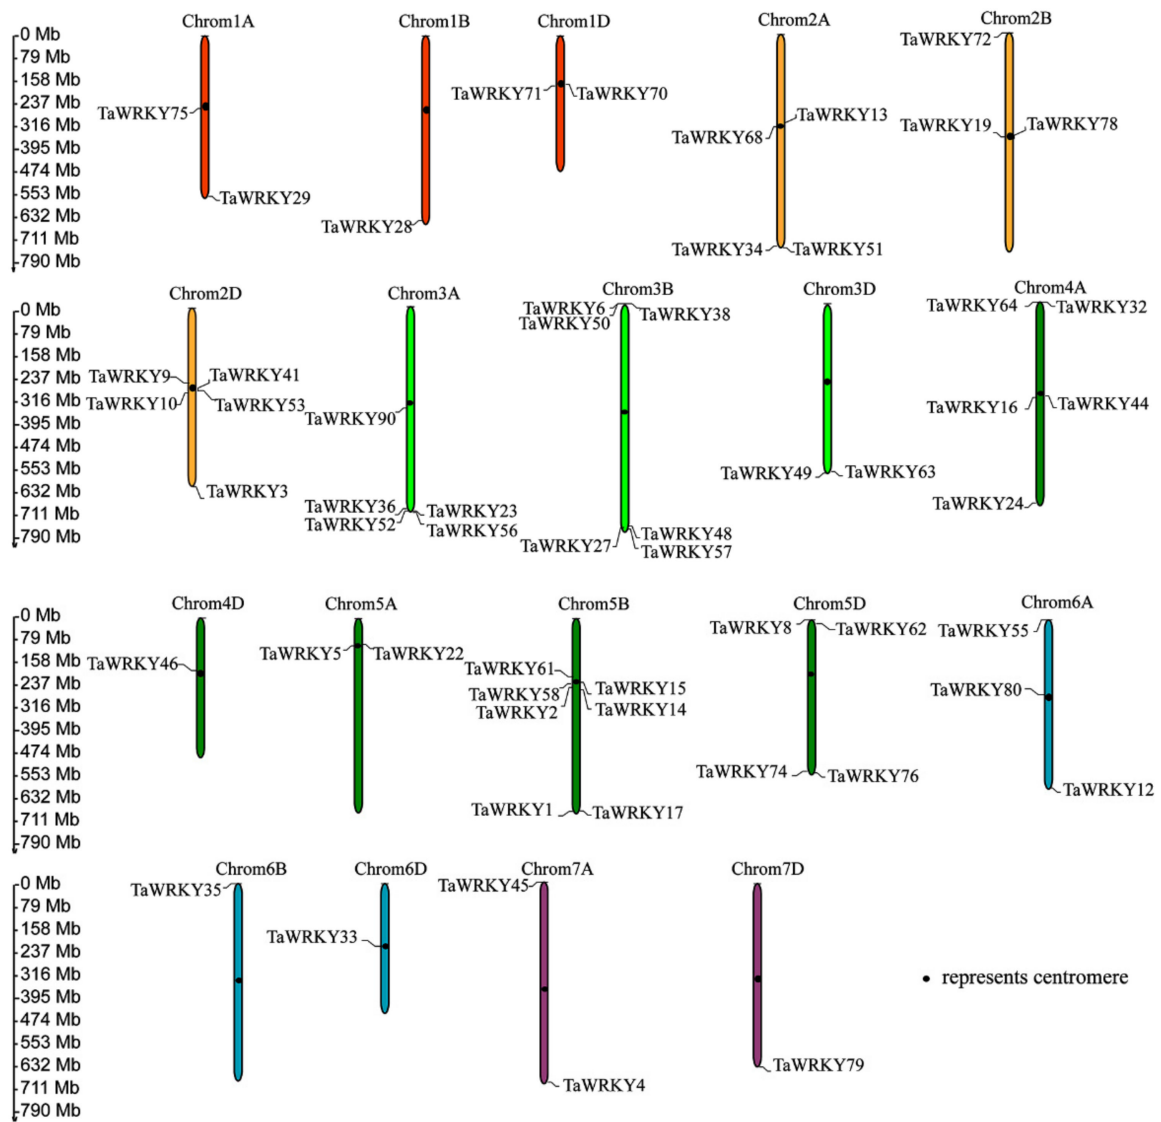 Chrom1A
Chrom1B
Chrom1D
Chrom2A
Chrom2B
0 Mb
79 Mb
158 Mb
237 Mb
316 Mb
395 Mb
474 Mb
553 Mb
632 Mb
711 Mb
790 Mb
TaWRKY75
TaWRKY29
TaWRKY28
TaWRKY71
TaWRKY70
TaWRKY13
TaWRKY68
TaWRKY34
TaWRKY51
TaWRKY72
TaWRKY19
TaWRKY78
Chrom2D
Chrom3A
Chrom3B
Chrom3D
Chrom4A
0 Mb
79 Mb
158 Mb
237 Mb
316 Mb
395 Mb
474 Mb
553 Mb
632 Mb
711 Mb
790 Mb
TaWRKY9
TaWRKY41
TaWRKY10
TaWRKY53
TaWRKY3
TaWRKY90
TaWRKY36
TaWRKY23
TaWRKY52
TaWRKY56
TaWRKY6
TaWRKY38
TaWRKY50
TaWRKY48
TaWRKY27
TaWRKY57
TaWRKY49
TaWRKY63
TaWRKY64
TaWRKY32
TaWRKY16
TaWRKY44
TaWRKY24
Chrom4D
Chrom5A
Chrom5B
Chrom5D
Chrom6A
0 Mb
79 Mb
158 Mb
237 Mb
316 Mb
395 Mb
474 Mb
553 Mb
632 Mb
711 Mb
790 Mb
TaWRKY46
TaWRKY5
TaWRKY22
TaWRKY61
TaWRKY58
TaWRKY15
TaWRKY2
TaWRKY14
TaWRKY1
TaWRKY17
TaWRKY8
TaWRKY62
TaWRKY74
TaWRKY76
TaWRKY55
TaWRKY80
TaWRKY12
Chrom6B
Chrom6D
Chrom7A
Chrom7D
0 Mb
79 Mb
158 Mb
237 Mb
316 Mb
395 Mb
474 Mb
553 Mb
632 Mb
711 Mb
790 Mb
TaWRKY35
TaWRKY33
TaWRKY45
TaWRKY4
TaWRKY79
represents centromere